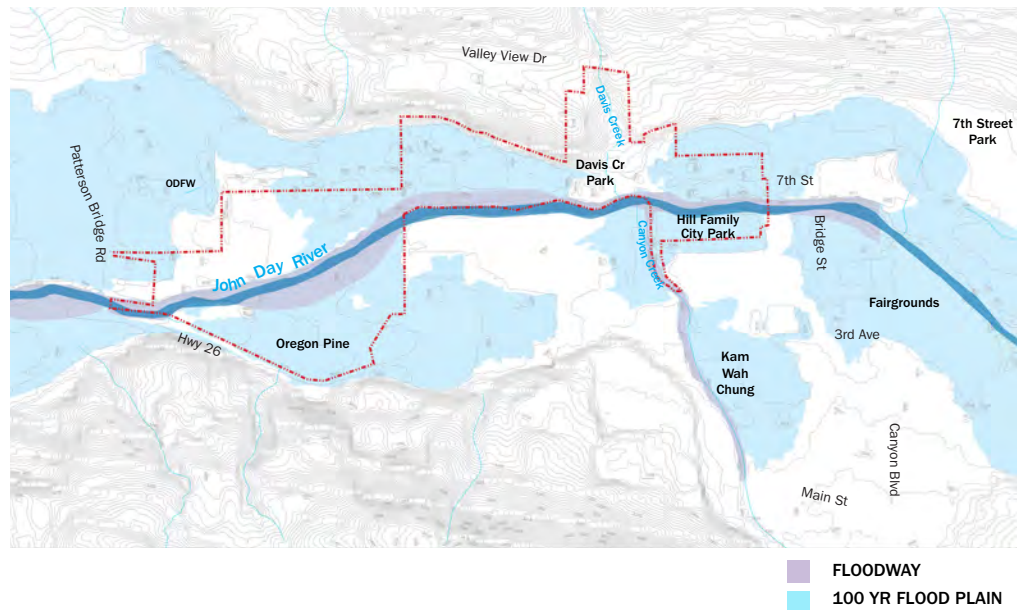 Valley View Dr
Davis Creek
7th Street
Park
Patterson Bridge Rd
ODFW
Davis Cr
Park
7th St
Hill Family
City Park
Bridge St
John Day River
Canyon Creek
Fairgrounds
Hwy 26
Oregon Pine
3rd Ave
Kam
Wah
Chung
Canyon Blvd
Main St
FLOODWAY
100 YR FLOOD PLAIN